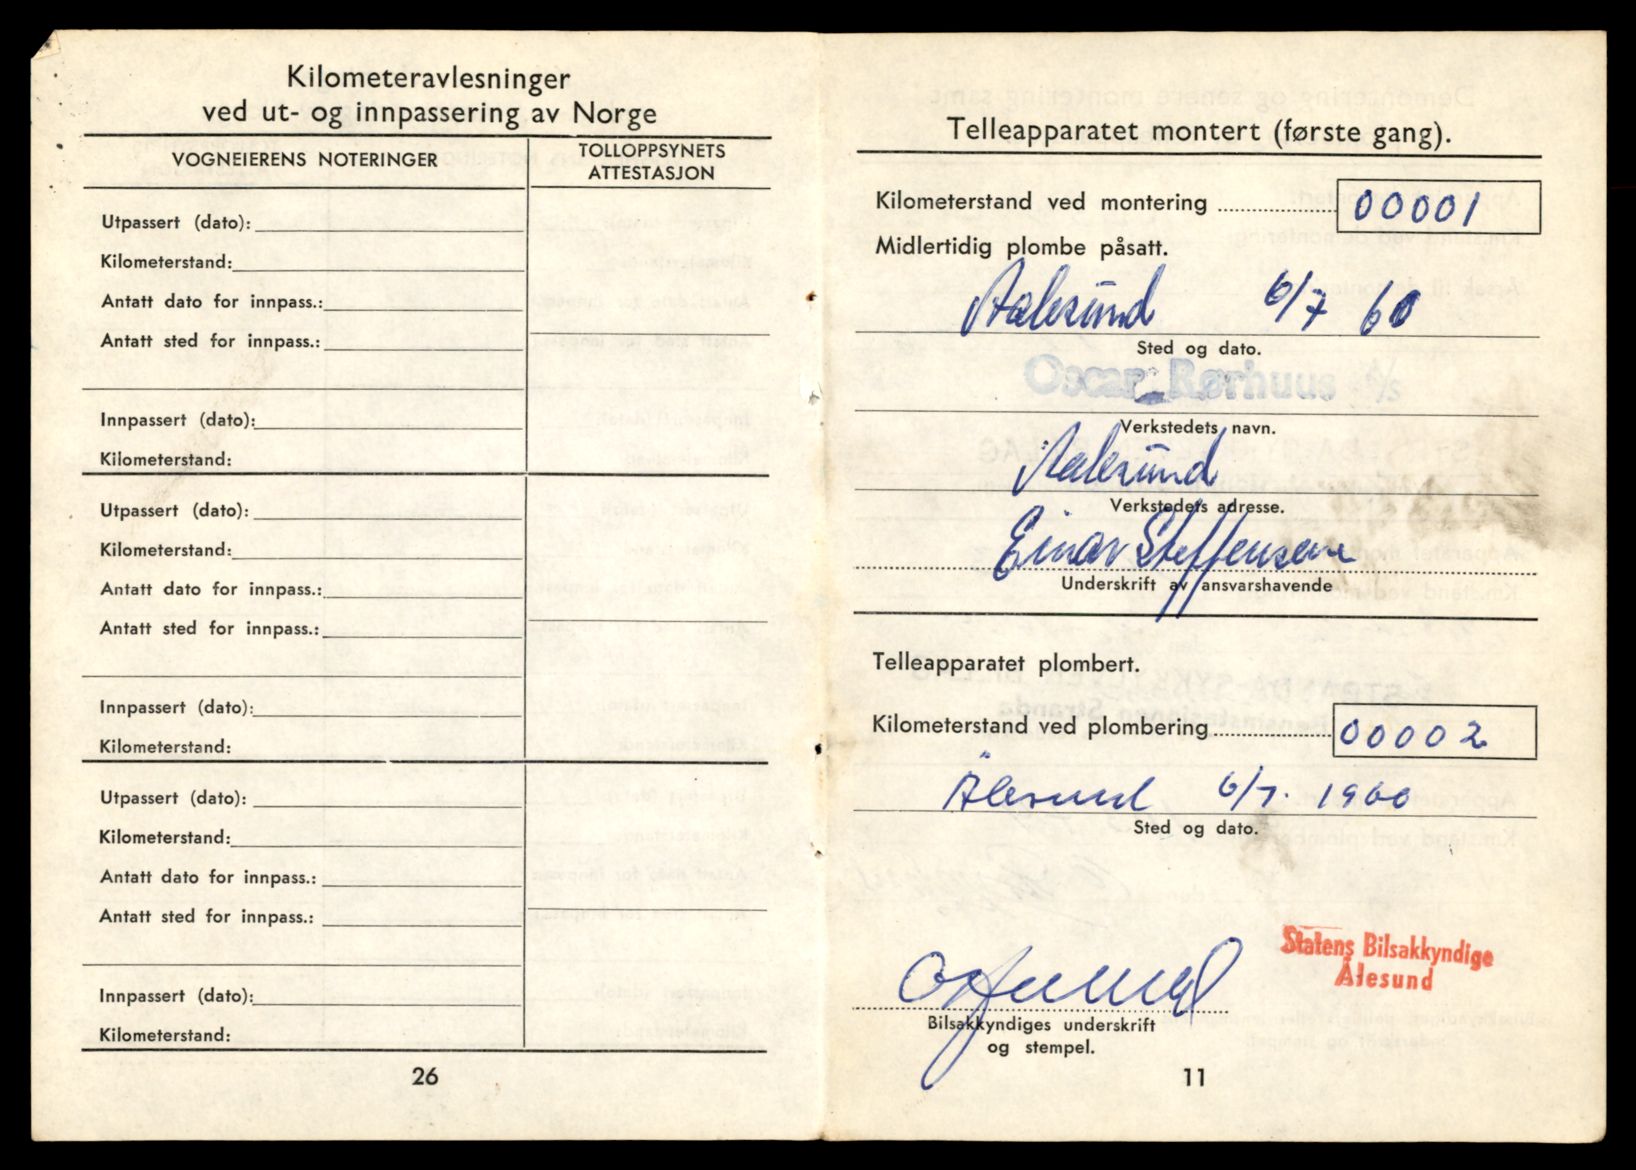 Kilometeravlesninger
ved ut- og innpassering av Norge
VOGNEIERENS NOTERINGER
TOLLOPPSYNETS
ATTESTASJON
Utpassert (dato):
Kilometerstand:
Antatt dato for innpass.:
Antatt sted for innpass.:
Innpassert (dato):
Kilometerstand:
Utpassert (dato):
Kilometerstand:
Antatt dato for innpass.:
Antatt sted for innpass.:
Innpassert (dato):
Kilometerstand:
Utpassert (dato):
Kilometerstand:
Antatt dato for innpass.:
Antatt sted for innpass.:
Innpassert (dato):
Kilometerstand:
26
Telleapparatet montert (første gang).
Kilometerstand ved montering 00001
Midlertidig plombe påsatt.
Aalesund 6/7 60
Sted og dato.
Oscar Rørhuus A/S
Verkstedets navn.
Aalesund
Verkstedets adresse.
Einar Steffensen
Underskrift av ansvarshavende
Telleapparatet plombert.
Kilometerstand ved plombering 00002
Ålesund 6/7. 1960
Sted og dato.
Statens Bilsakkyndige
Ålesund
Bilsakkyndiges underskrift
og stempel.
11